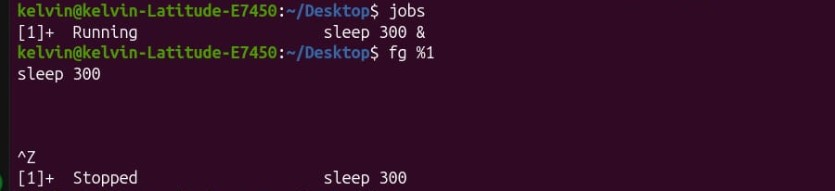 kelvin@kelvin-Latitude-E7450:~/Desktop$ jobs
[1]+  Running                 sleep 300 &
kelvin@kelvin-Latitude-E7450:~/Desktop$ fg %1
sleep 300
^Z
[1]+  Stopped                 sleep 300